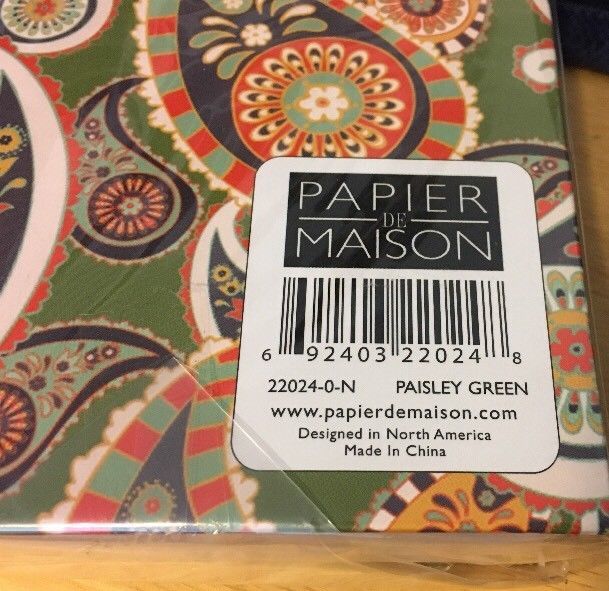 PAPIER
DE
MAISON
6 92403 22024 8
22024-0-N PAISLEY GREEN
www.papierdemaison.com
Designed in North America
Made In China